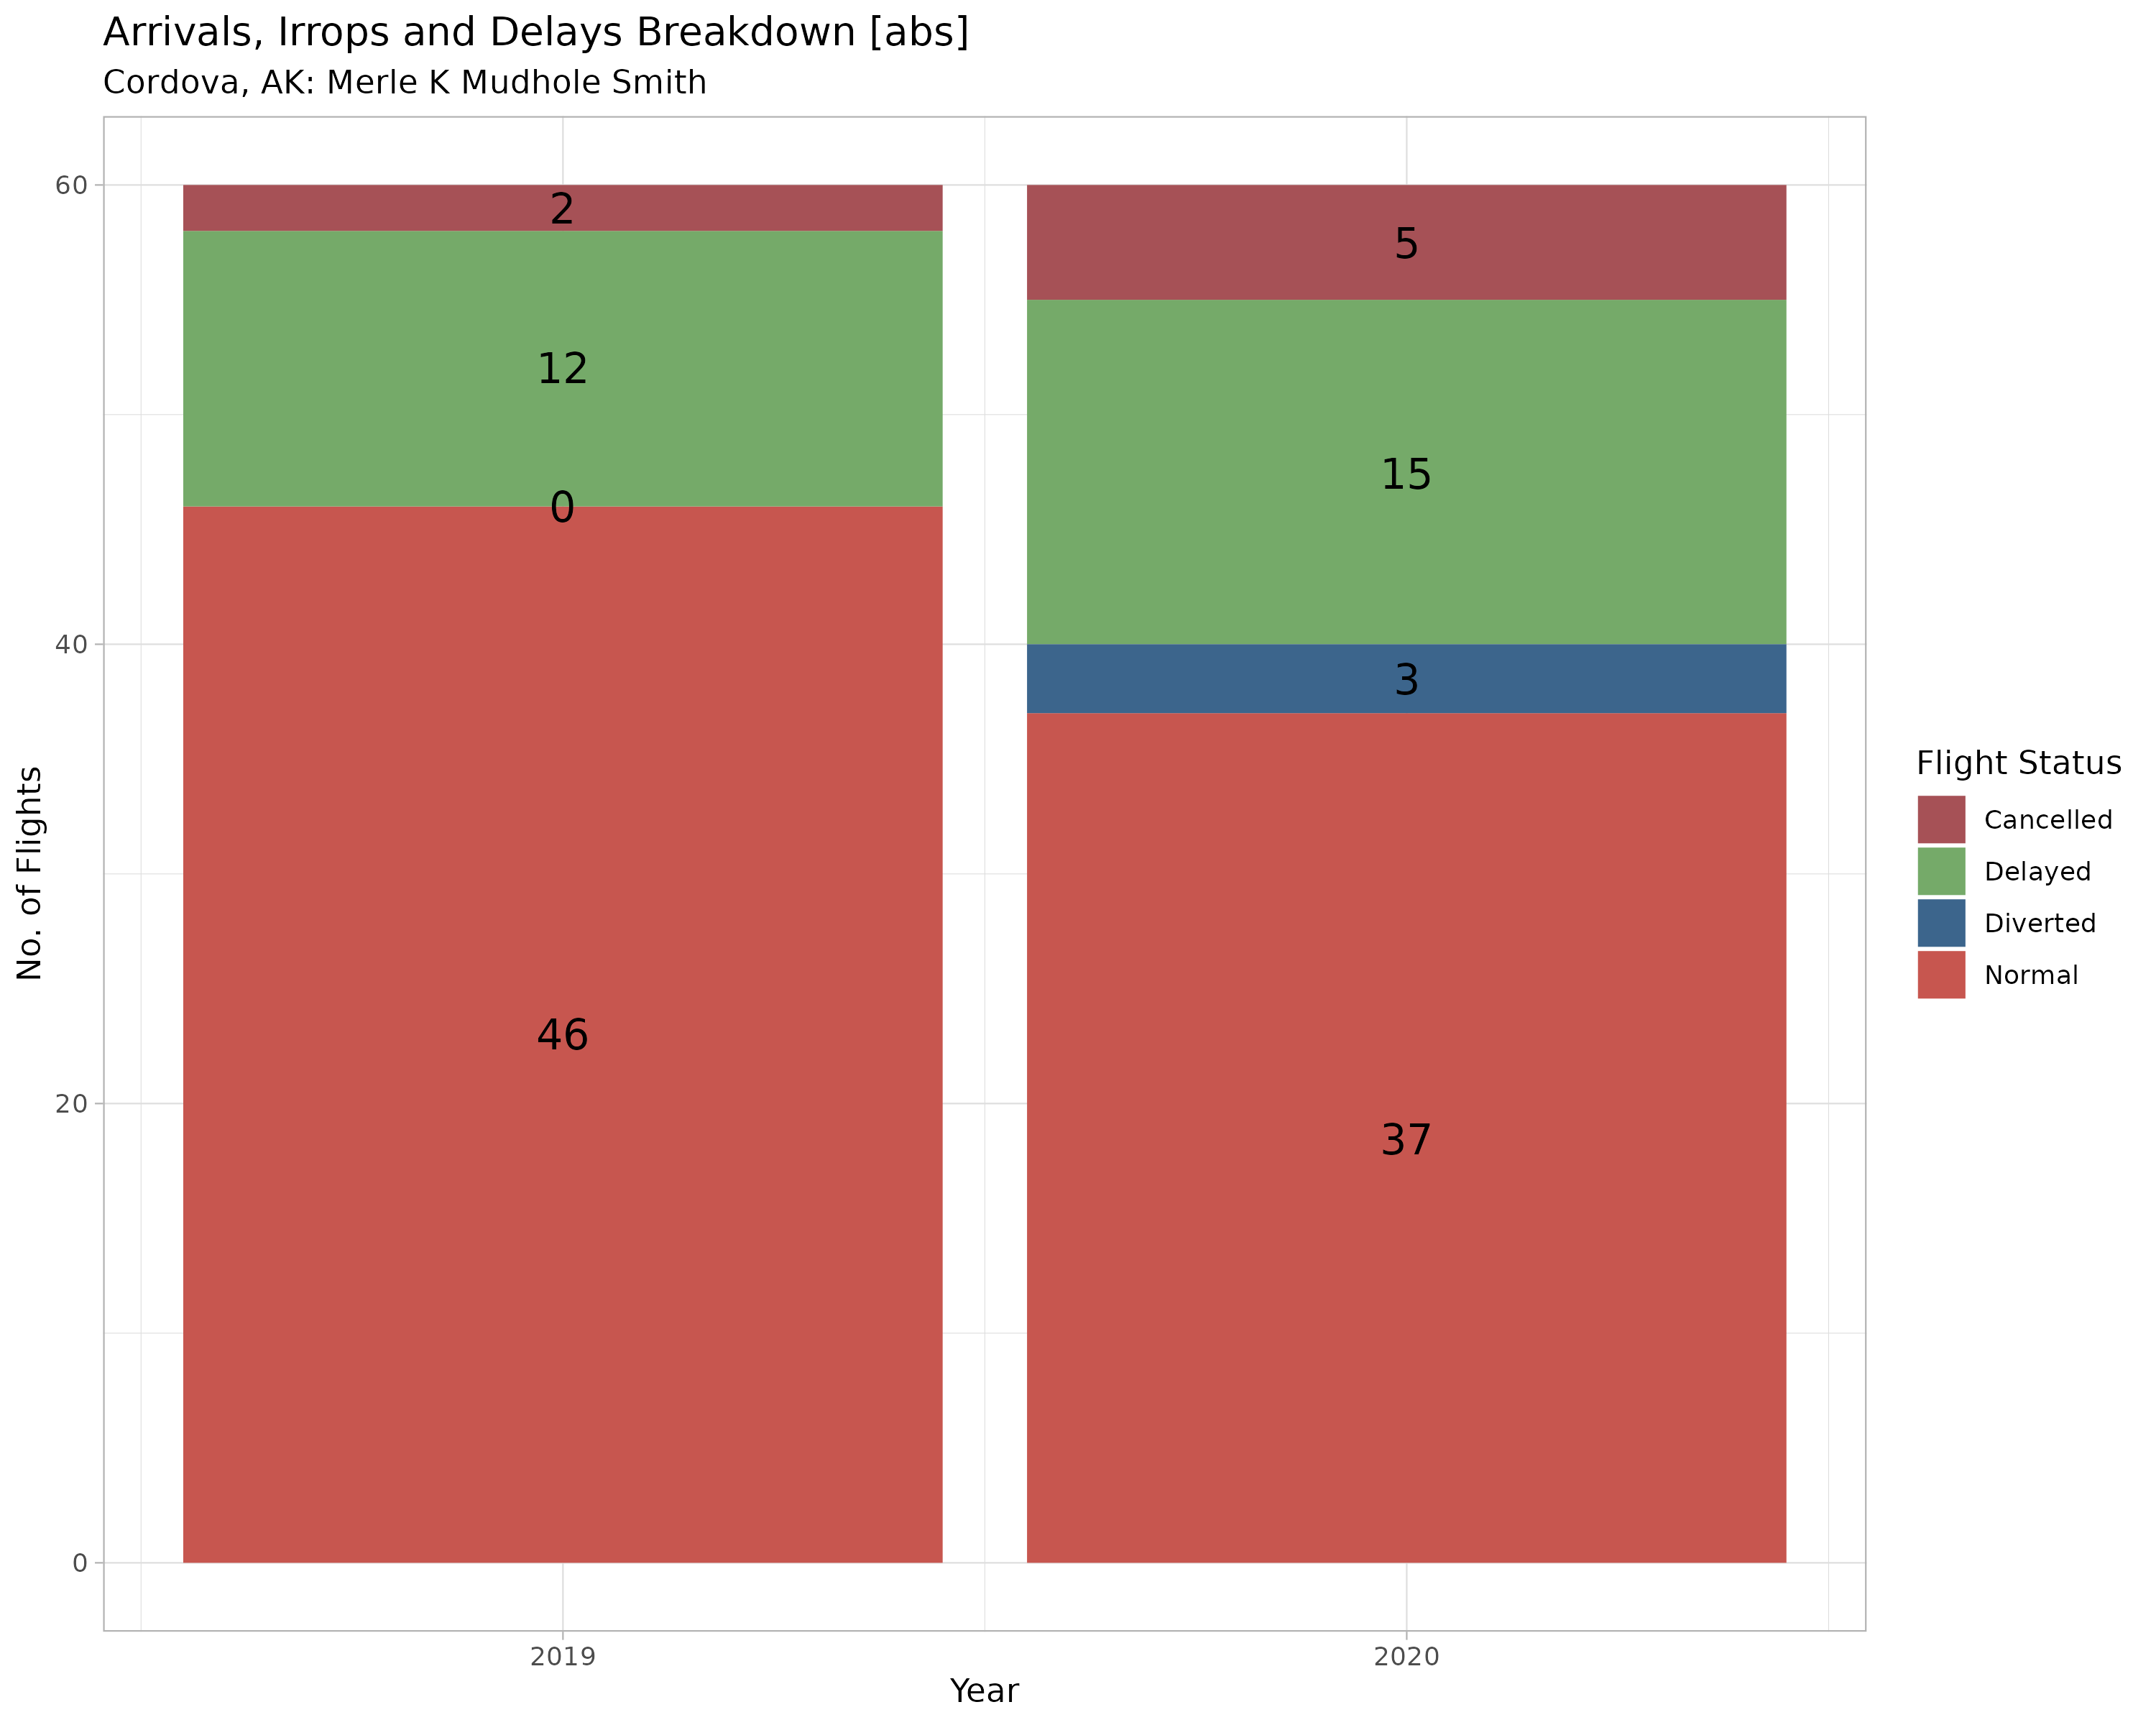 Arrivals, Irrops and Delays Breakdown [abs]
Cordova, AK: Merle K Mudhole Smith
No. of Flights
60
40
20
0
2
12
0
46
5
15
3
37
2019
2020
Year
Flight Status
Cancelled
Delayed
Diverted
Normal